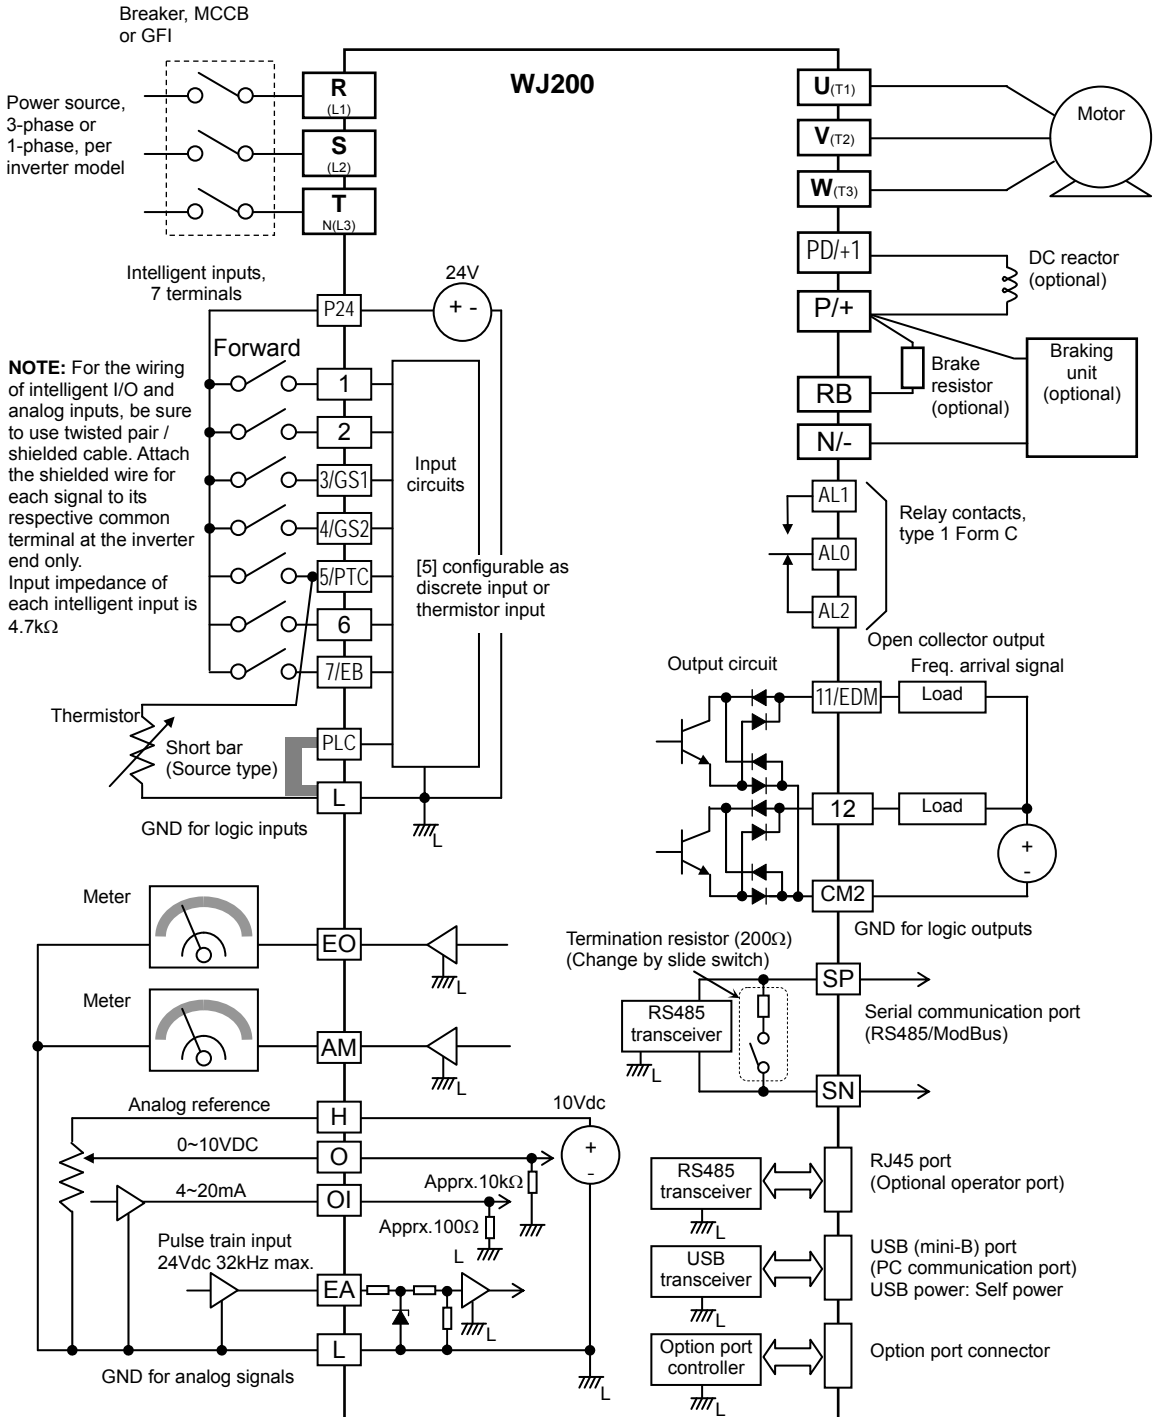 Breaker, MCCB
or GFI
WJ200
Power source,
3-phase or
1-phase, per
inverter model
R
(L1)
S
(L2)
T
N(L3)
U(T1)
V(T2)
W(T3)
Motor
PD/+1
P/+
RB
N/-
DC reactor
(optional)
Brake
resistor
(optional)
Braking
unit
(optional)
Intelligent inputs,
7 terminals
P24
24V
+ -
Forward
NOTE: For the wiring
of intelligent I/O and
analog inputs, be sure
to use twisted pair /
shielded cable. Attach
the shielded wire for
each signal to its
respective common
terminal at the inverter
end only.
Input impedance of
each intelligent input is
4.7kΩ
1
2
3/GS1
4/GS2
5/PTC
6
7/EB
PLC
L
Input
circuits
[5] configurable as
discrete input or
thermistor input
Thermistor
Short bar
(Source type)
GND for logic inputs
L
AL1
AL0
AL2
Relay contacts,
type 1 Form C
Open collector output
Output circuit
Freq. arrival signal
11/EDM
Load
12
Load
+
-
CM2
GND for logic outputs
Meter
EO
L
Meter
AM
L
Termination resistor (200Ω)
(Change by slide switch)
RS485
transceiver
L
SP
SN
Serial communication port
(RS485/ModBus)
Analog reference
H
10Vdc
+
-
0~10VDC
O
Apprx.10kΩ
4~20mA
OI
Apprx.100Ω
L
Pulse train input
24Vdc 32kHz max.
EA
L
L
GND for analog signals
L
RS485
transceiver
L
RJ45 port
(Optional operator port)
USB
transceiver
L
USB (mini-B) port
(PC communication port)
USB power: Self power
Option port
controller
L
Option port connector